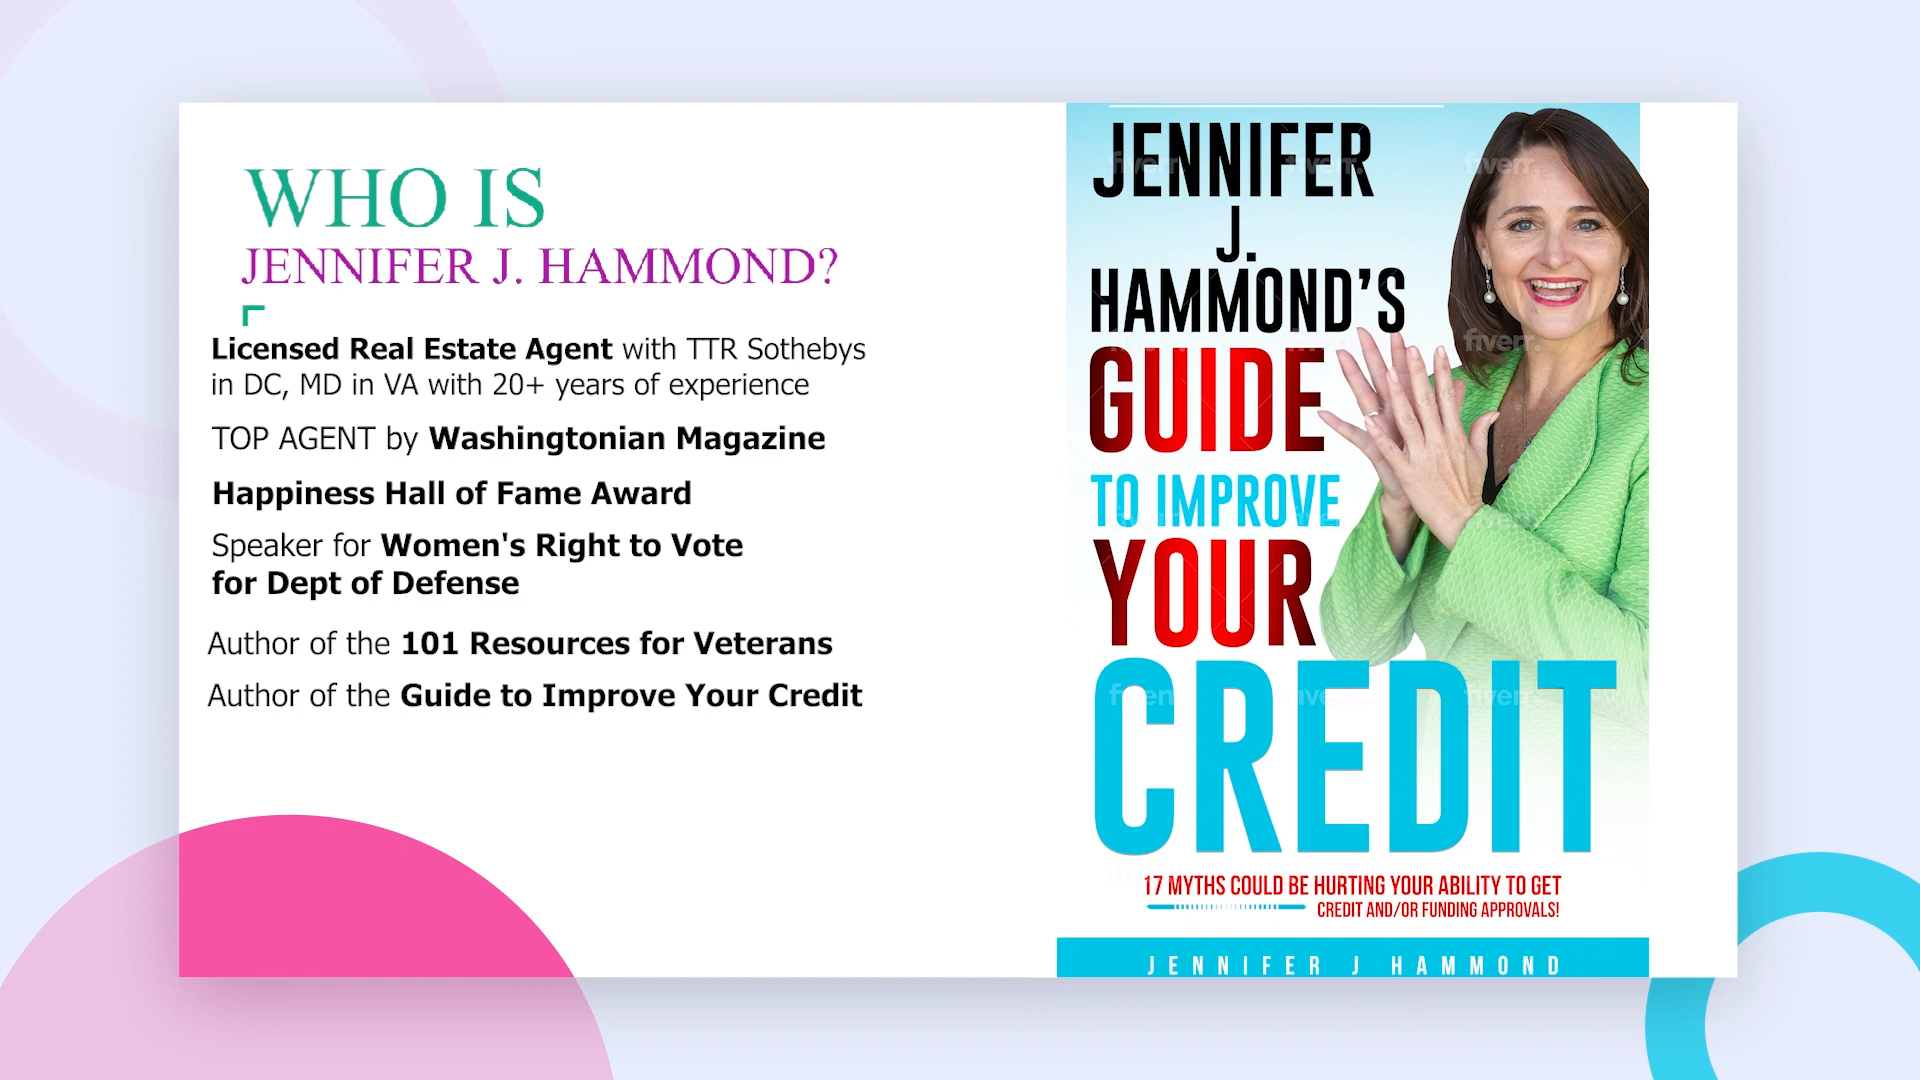 WHO IS
JENNIFER J. HAMMOND?
Licensed Real Estate Agent with TTR Sothebys
in DC, MD in VA with 20+ years of experience
TOP AGENT by Washingtonian Magazine
Happiness Hall of Fame Award
Speaker for Women's Right to Vote
for Dept of Defense
Author of the 101 Resources for Veterans
Author of the Guide to Improve Your Credit
JENNIFER
J.
HAMMOND'S
GUIDE
TO IMPROVE
YOUR
CREDIT
17 MYTHS COULD BE HURTING YOUR ABILITY TO GET
CREDIT AND/OR FUNDING APPROVALS!
JENNIFER J HAMMOND
fiverr.
fiverr.
fiverr.